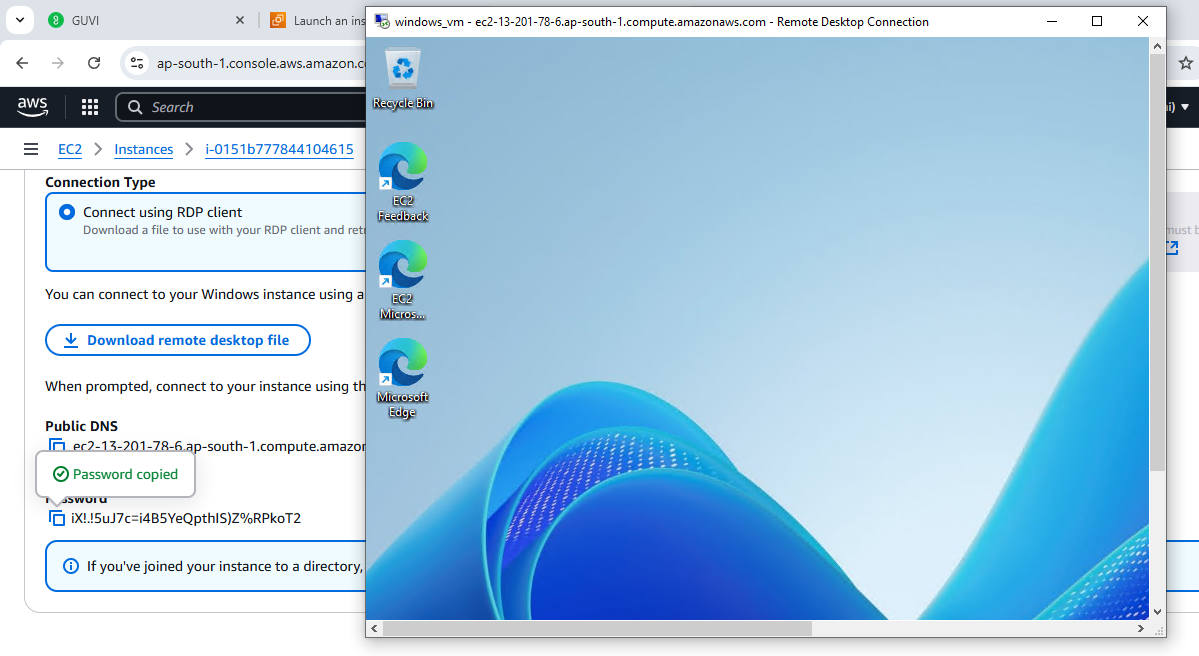 GUVI
Launch an ins
windows_vm - ec2-13-201-78-6.ap-south-1.compute.amazonaws.com - Remote Desktop Connection
ap-south-1.console.aws.amazon.co
aws
Search
i)
EC2
Instances
i-0151b777844104615
Connection Type
Connect using RDP client
Download a file to use with your RDP client and retri
must b
You can connect to your Windows instance using a
Download remote desktop file
When prompted, connect to your instance using th
Public DNS
ec2-13-201-78-6.ap-south-1.compute.amazon
Password copied
Password
iX!.!5uJ7c=i4B5YeQpthIS)Z%RPkoT2
If you've joined your instance to a directory,
Recycle Bin
EC2
Feedback
EC2
Micros...
Microsoft
Edge